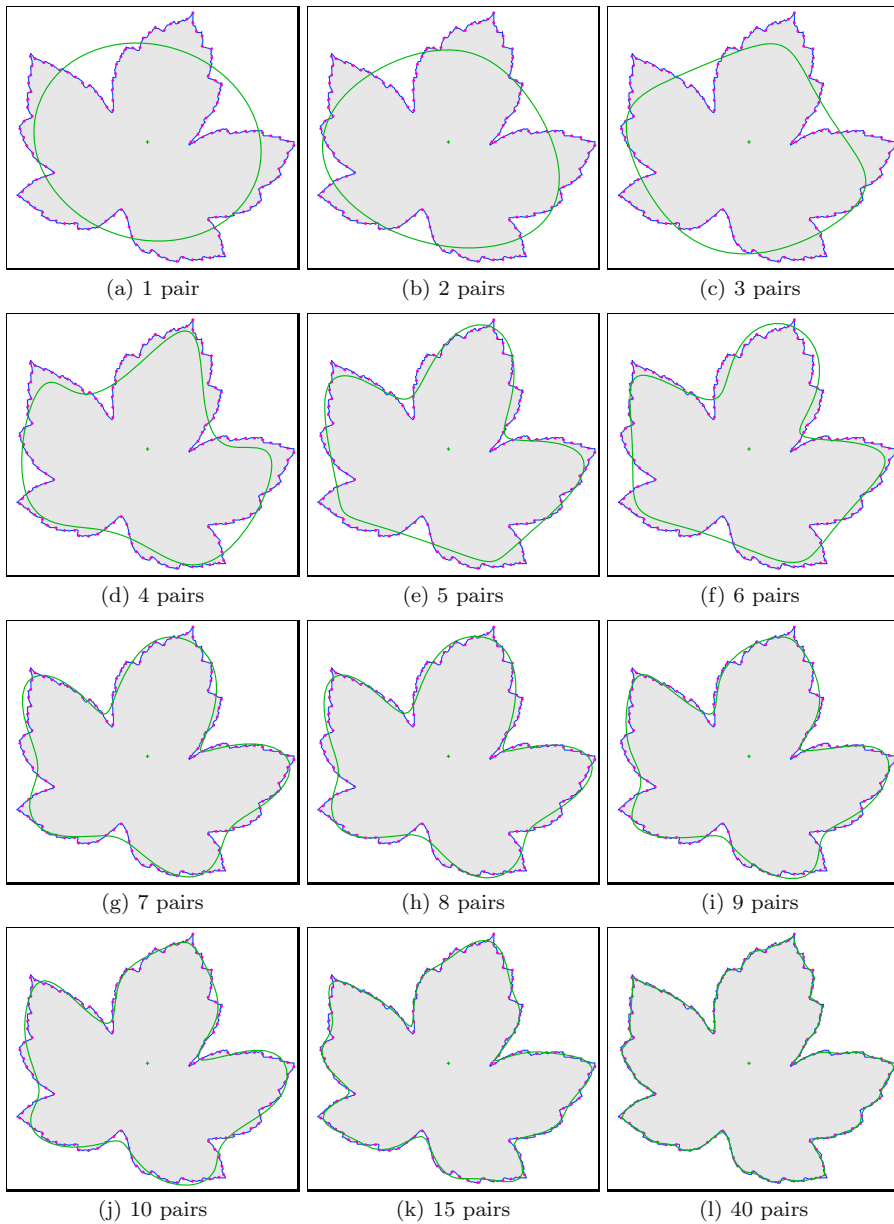 (a) 1 pair
(b) 2 pairs
(c) 3 pairs
(d) 4 pairs
(e) 5 pairs
(f) 6 pairs
(g) 7 pairs
(h) 8 pairs
(i) 9 pairs
(j) 10 pairs
(k) 15 pairs
(l) 40 pairs